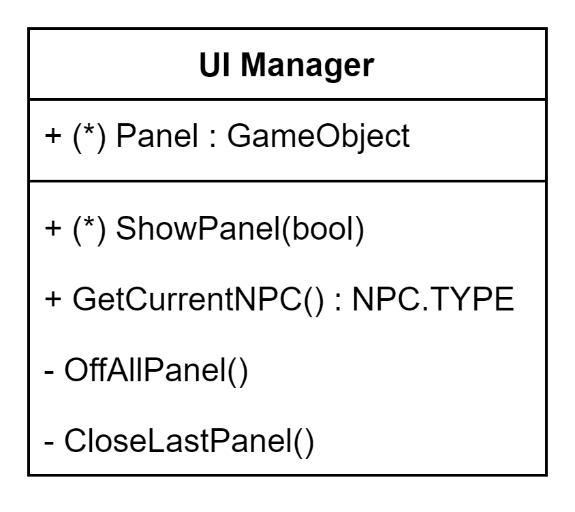 UI Manager
+ (*) Panel : GameObject
+ (*) ShowPanel(bool)
+ GetCurrentNPC() : NPC.TYPE
- OffAllPanel()
- CloseLastPanel()